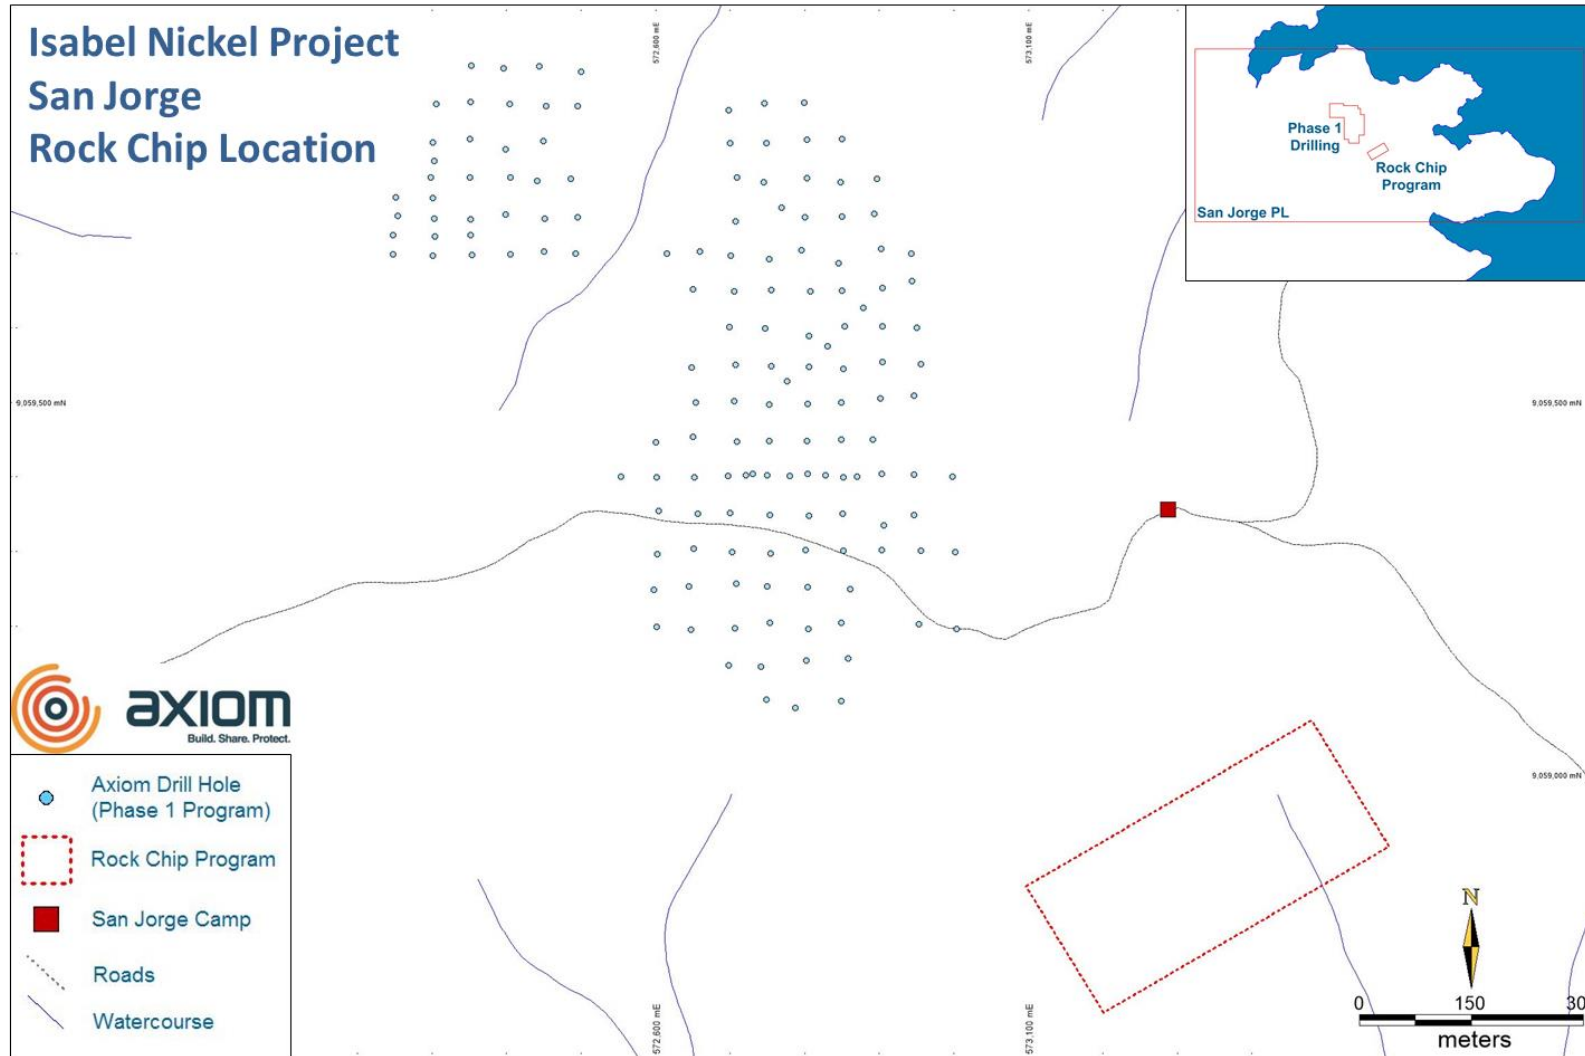 Isabel Nickel Project
San Jorge
Rock Chip Location
572,600 mE
573,100 mE
Phase 1
Drilling
Rock Chip
Program
San Jorge PL
9,059,500 mN
9,059,500 mN
axiom
Build. Share. Protect.
9,059,000 mN
Axiom Drill Hole
(Phase 1 Program)
Rock Chip Program
San Jorge Camp
Roads
Watercourse
572,600 mE
573,100 mE
N
0 150 30
meters